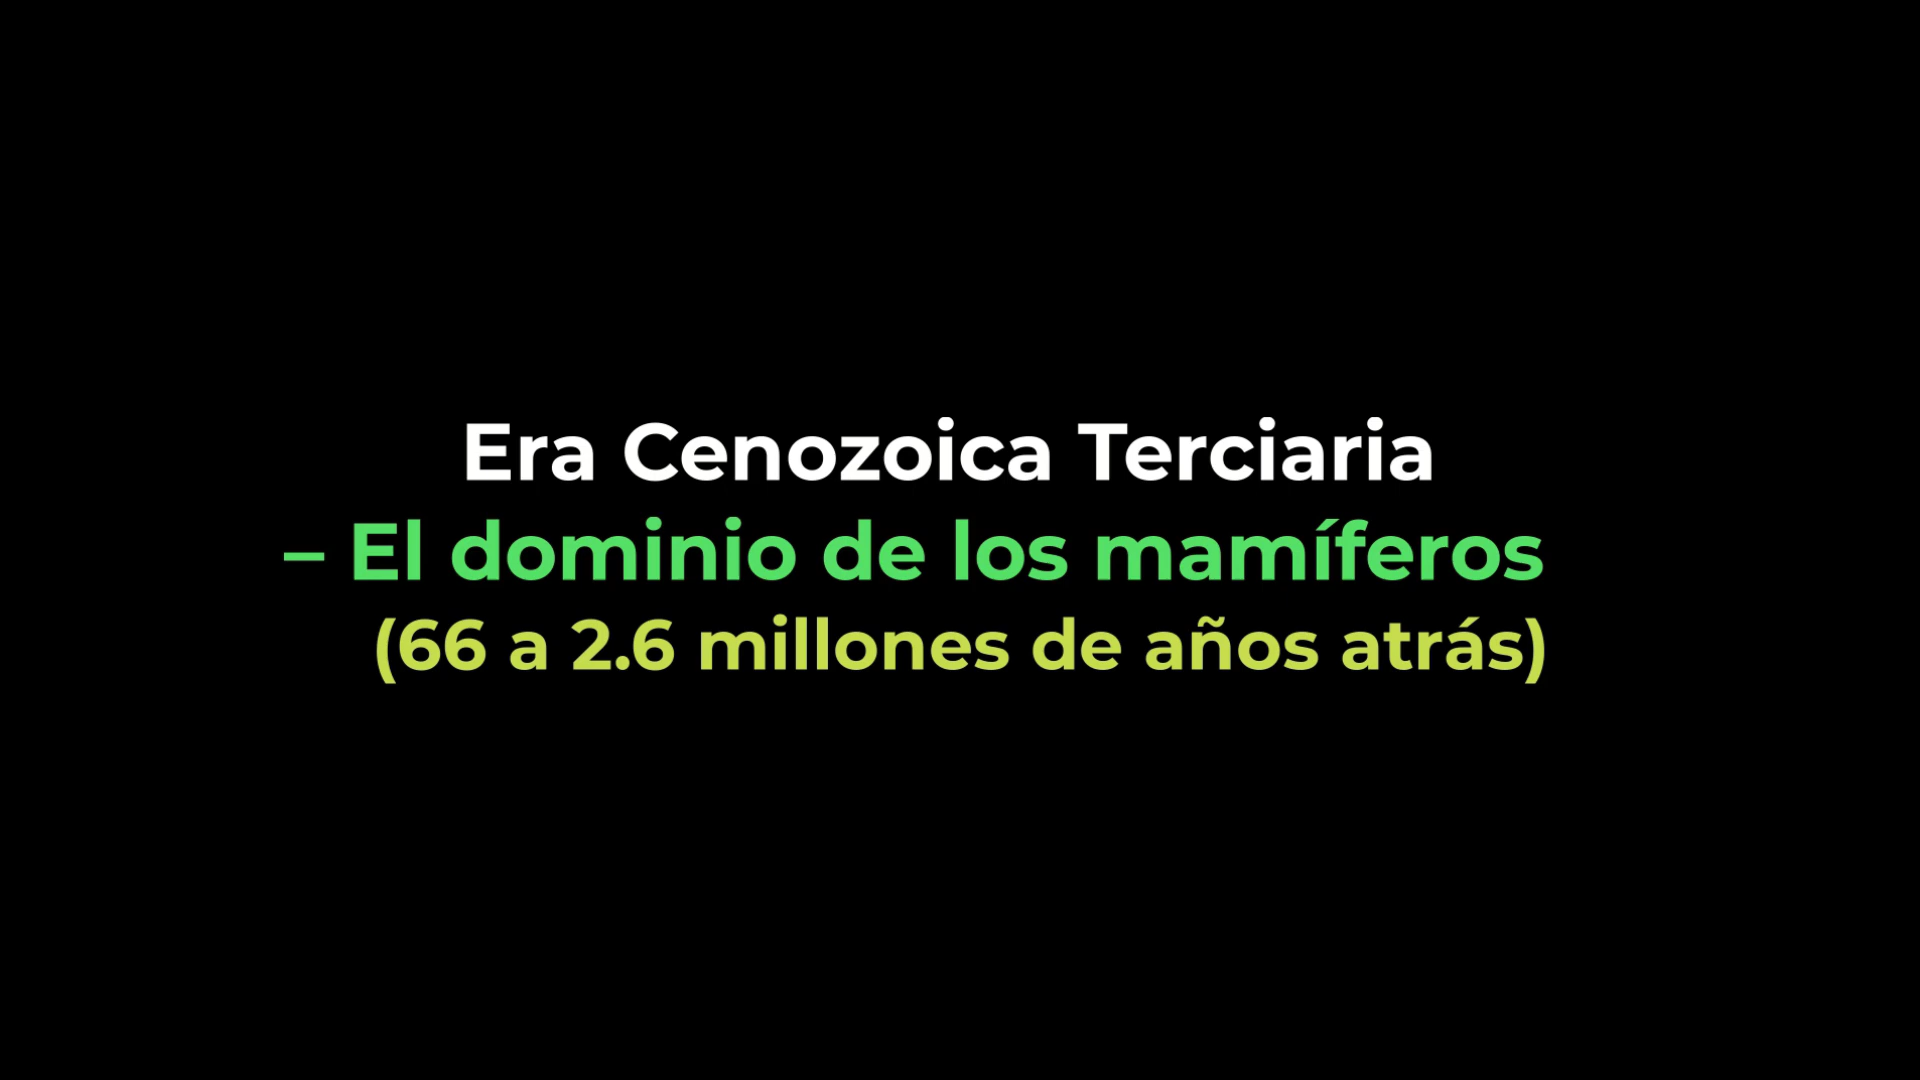 Era Cenozoica Terciaria
– El dominio de los mamíferos
(66 a 2.6 millones de años atrás)